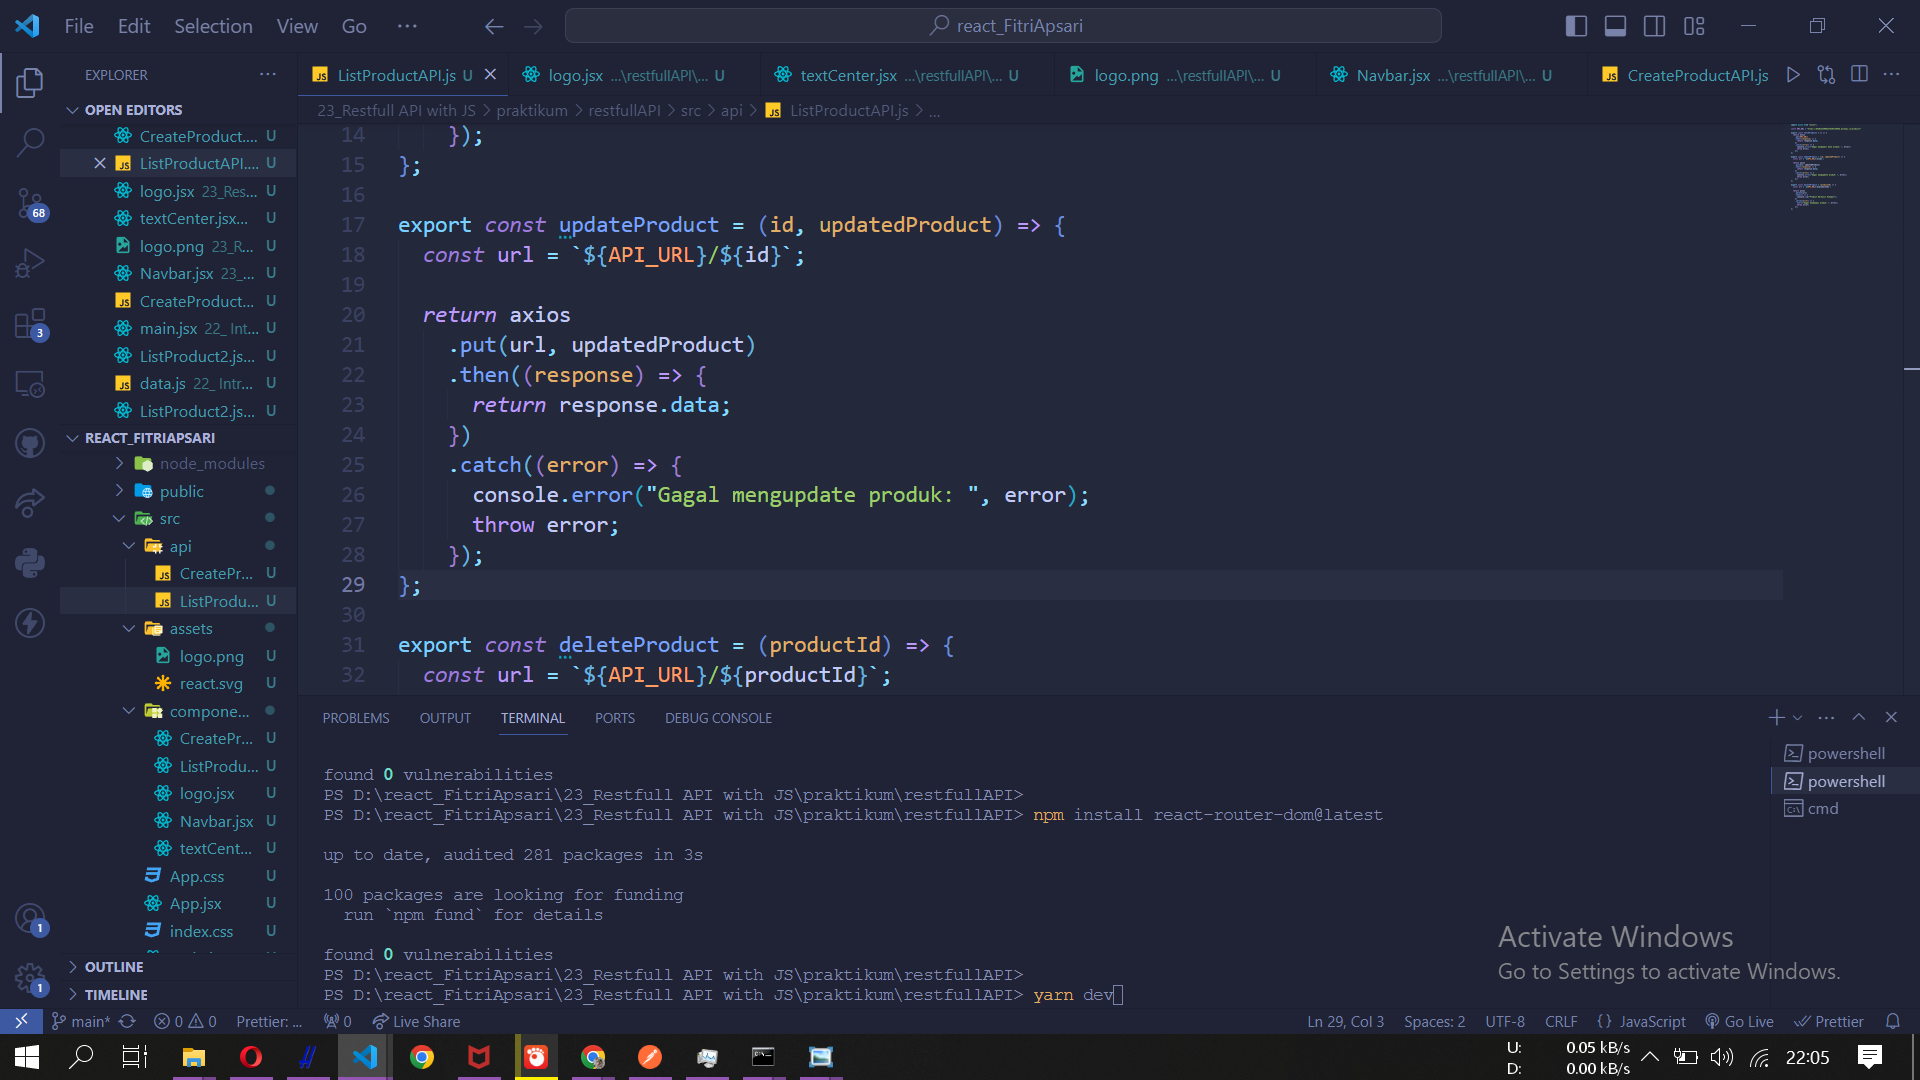 File Edit Selection View Go ··· react_FitriApsari
EXPLORER ···
OPEN EDITORS
CreateProduct.... U
ListProductAPI.... U
logo.jsx 23_Res... U
textCenter.jsx... U
logo.png 23_R... U
Navbar.jsx 23_... U
CreateProduct... U
main.jsx 22_ Int... U
ListProduct2.js... U
data.js 22_ Intr... U
ListProduct2.js... U
REACT_FITRIAPSARI
node_modules
public
src
api
CreatePr... U
ListProdu... U
assets
logo.png U
react.svg U
compone...
CreatePr... U
ListProdu... U
logo.jsx U
Navbar.jsx U
textCent... U
App.css U
App.jsx U
index.css U
OUTLINE
TIMELINE
68
3
1
1
ListProductAPI.js U logo.jsx ...\restfullAPI\... U textCenter.jsx ...\restfullAPI\... U logo.png ...\restfullAPI\... U Navbar.jsx ...\restfullAPI\... U CreateProductAPI.js
23_Restfull API with JS > praktikum > restfullAPI > src > api > JS ListProductAPI.js > ...
14 });
15 };
16
17 export const updateProduct = (id, updatedProduct) => {
18 const url = `${API_URL}/${id}`;
19
20 return axios
21 .put(url, updatedProduct)
22 .then((response) => {
23 return response.data;
24 })
25 .catch((error) => {
26 console.error("Gagal mengupdate produk: ", error);
27 throw error;
28 });
29 };
30
31 export const deleteProduct = (productId) => {
32 const url = `${API_URL}/${productId}`;
PROBLEMS OUTPUT TERMINAL PORTS DEBUG CONSOLE
found 0 vulnerabilities
PS D:\react_FitriApsari\23_Restfull API with JS\praktikum\restfullAPI>
PS D:\react_FitriApsari\23_Restfull API with JS\praktikum\restfullAPI> npm install react-router-dom@latest
up to date, audited 281 packages in 3s
100 packages are looking for funding
run `npm fund` for details
found 0 vulnerabilities
PS D:\react_FitriApsari\23_Restfull API with JS\praktikum\restfullAPI>
PS D:\react_FitriApsari\23_Restfull API with JS\praktikum\restfullAPI> yarn dev
powershell
powershell
cmd
Activate Windows
Go to Settings to activate Windows.
main* 0 0 Prettier: ... 0 Live Share Ln 29, Col 3 Spaces: 2 UTF-8 CRLF {} JavaScript Go Live Prettier
U: 0.05 kB/s
D: 0.00 kB/s
22:05